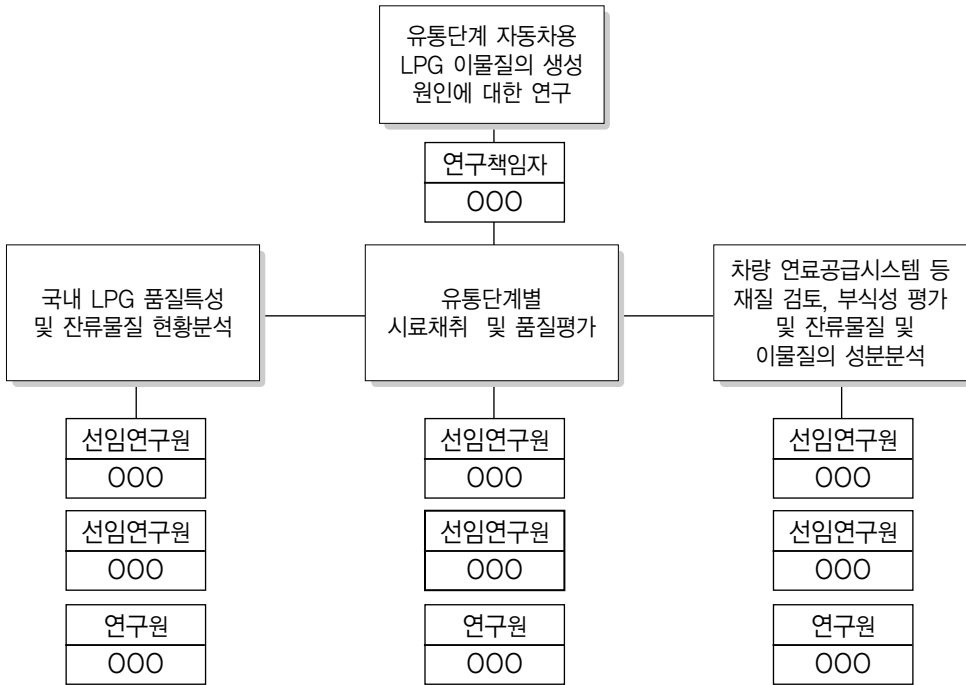 유통단계 자동차용
LPG 이물질의 생성
원인에 대한 연구
연구책임자
OOO
국내 LPG 품질특성
및 잔류물질 현황분석
유통단계별
시료채취 및 품질평가
차량 연료공급시스템 등
재질 검토, 부식성 평가
및 잔류물질 및
이물질의 성분분석
선임연구원
OOO
선임연구원
OOO
연구원
OOO
선임연구원
OOO
선임연구원
OOO
연구원
OOO
선임연구원
OOO
선임연구원
OOO
연구원
OOO